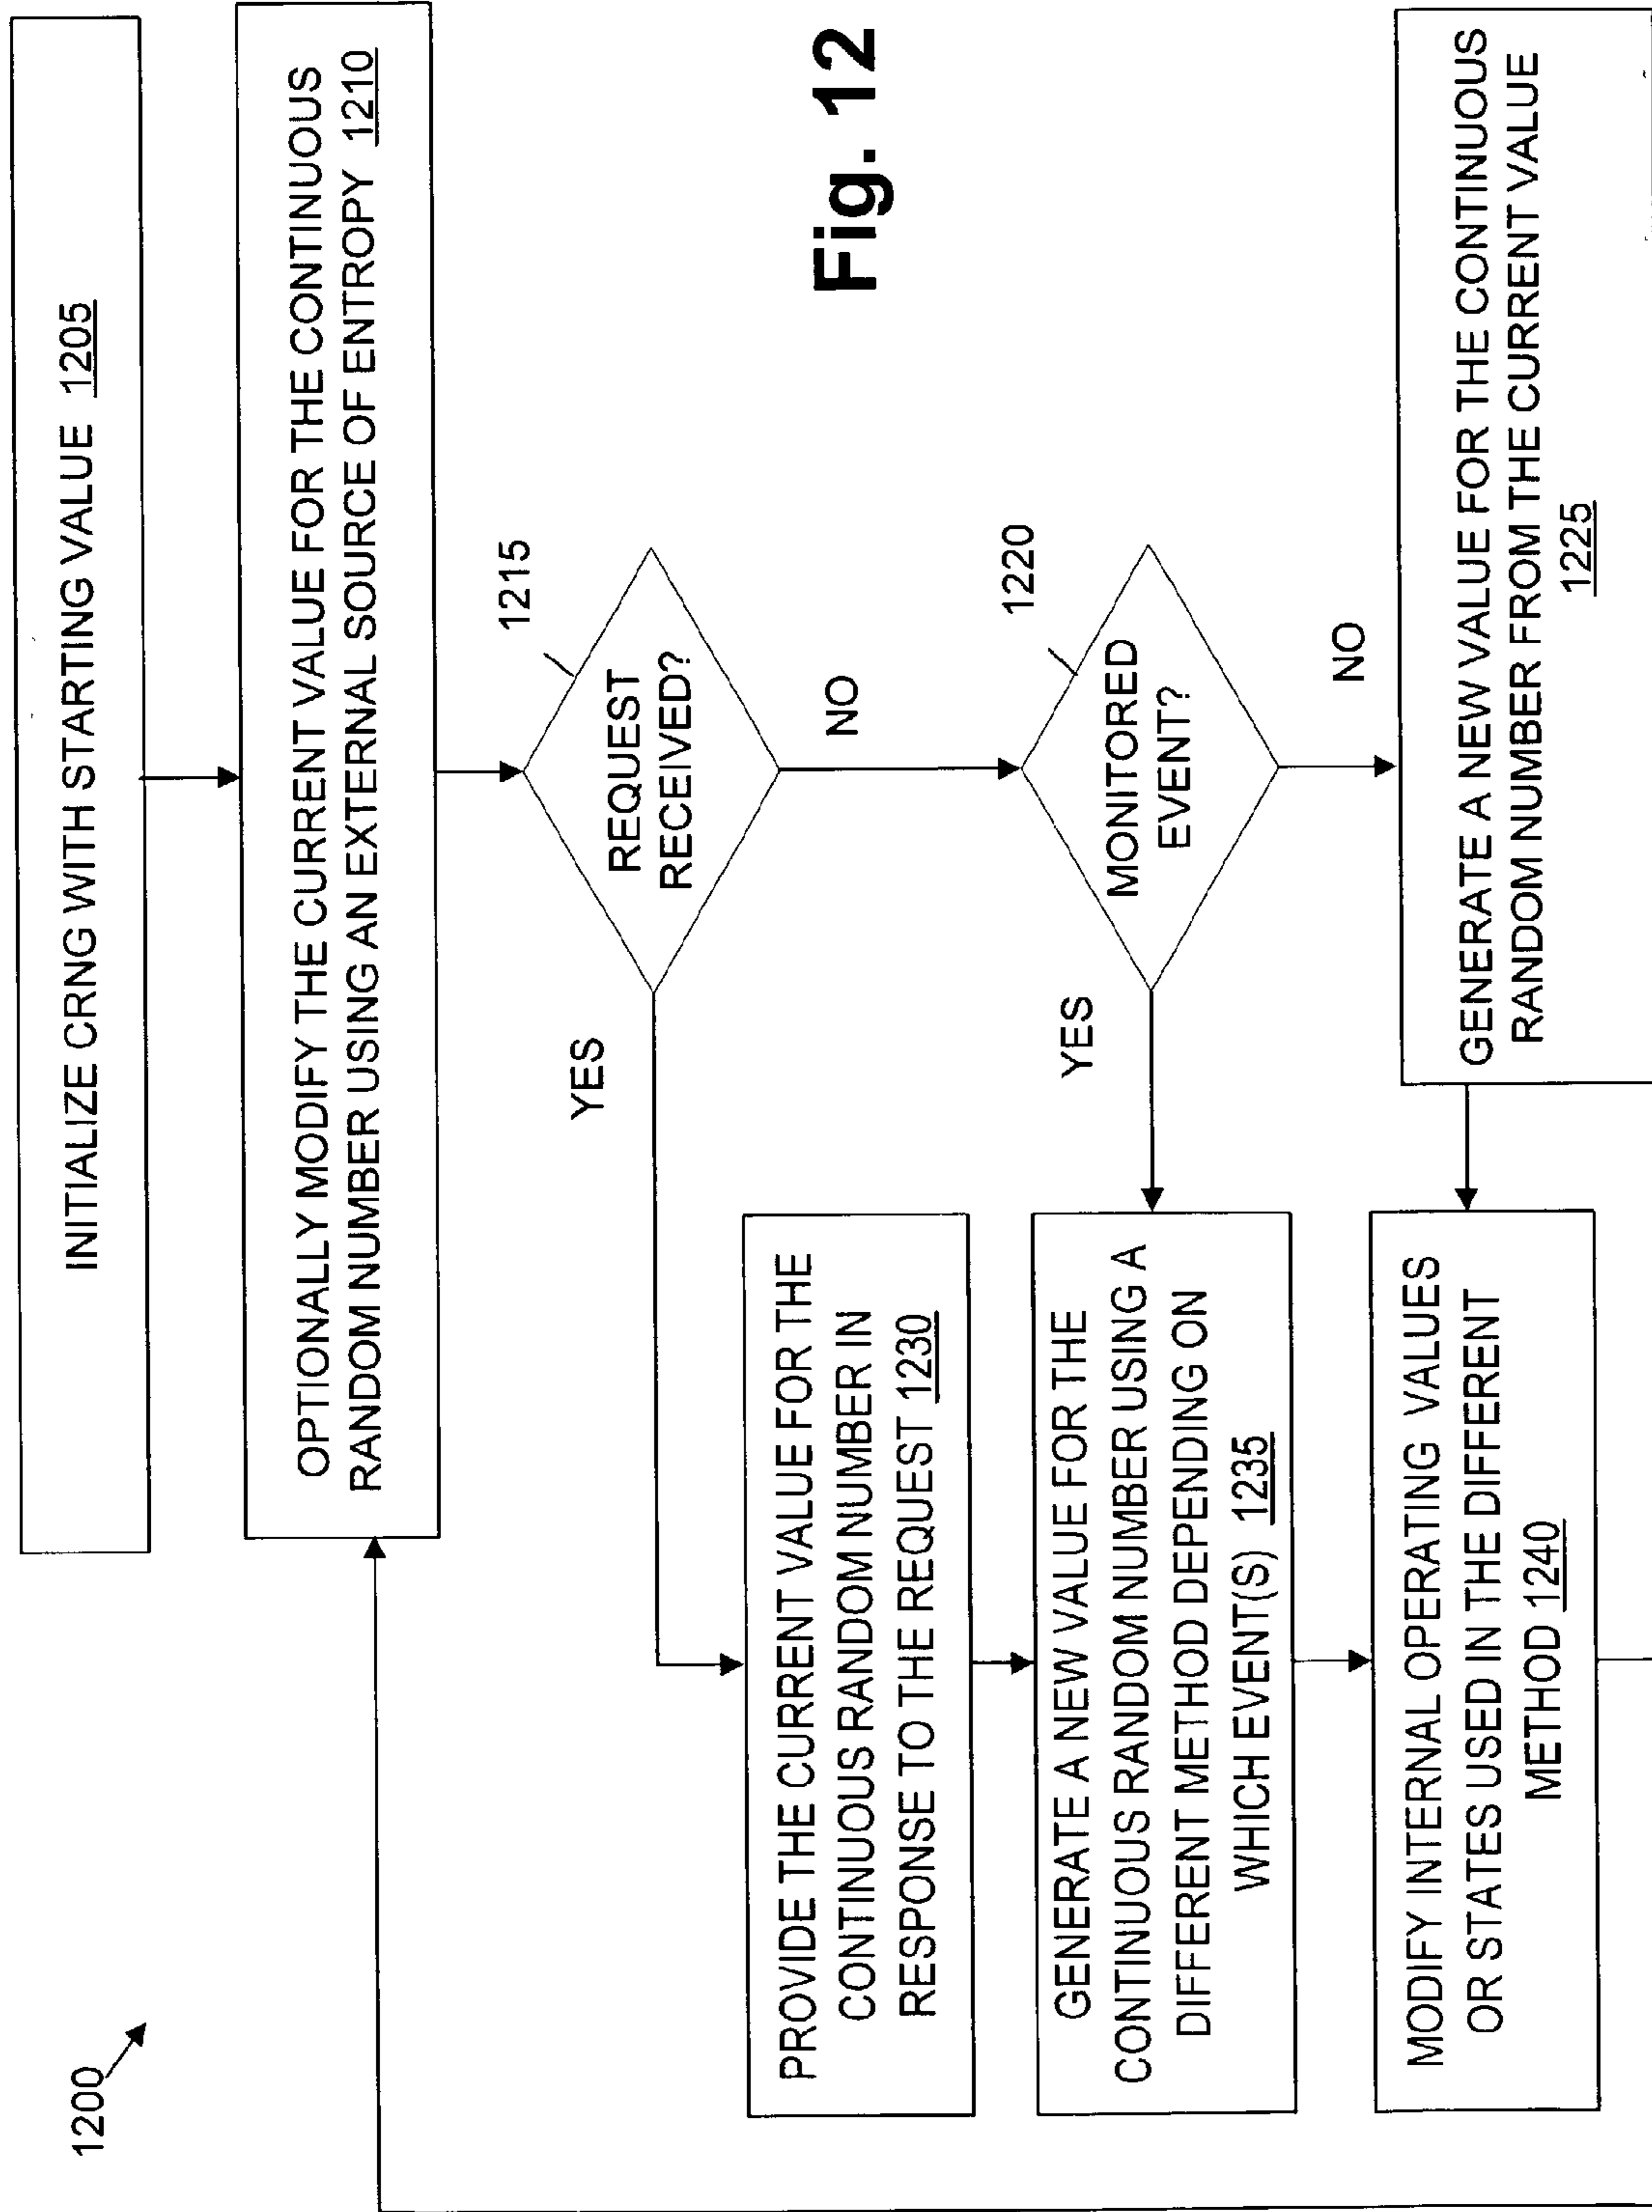 1200
INITIALIZE CRNG WITH STARTING VALUE 1205
OPTIONALLY MODIFY THE CURRENT VALUE FOR THE CONTINUOUS
RANDOM NUMBER USING AN EXTERNAL SOURCE OF ENTROPY 1210
1215
REQUEST
RECEIVED?
YES
NO
Fig. 12
1220
MONITORED
EVENT?
YES
NO
PROVIDE THE CURRENT VALUE FOR THE
CONTINUOUS RANDOM NUMBER IN
RESPONSE TO THE REQUEST 1230
GENERATE A NEW VALUE FOR THE
CONTINUOUS RANDOM NUMBER USING A
DIFFERENT METHOD DEPENDING ON
WHICH EVENT(S) 1235
GENERATE A NEW VALUE FOR THE CONTINUOUS
RANDOM NUMBER FROM THE CURRENT VALUE
1225
MODIFY INTERNAL OPERATING VALUES
OR STATES USED IN THE DIFFERENT
METHOD 1240